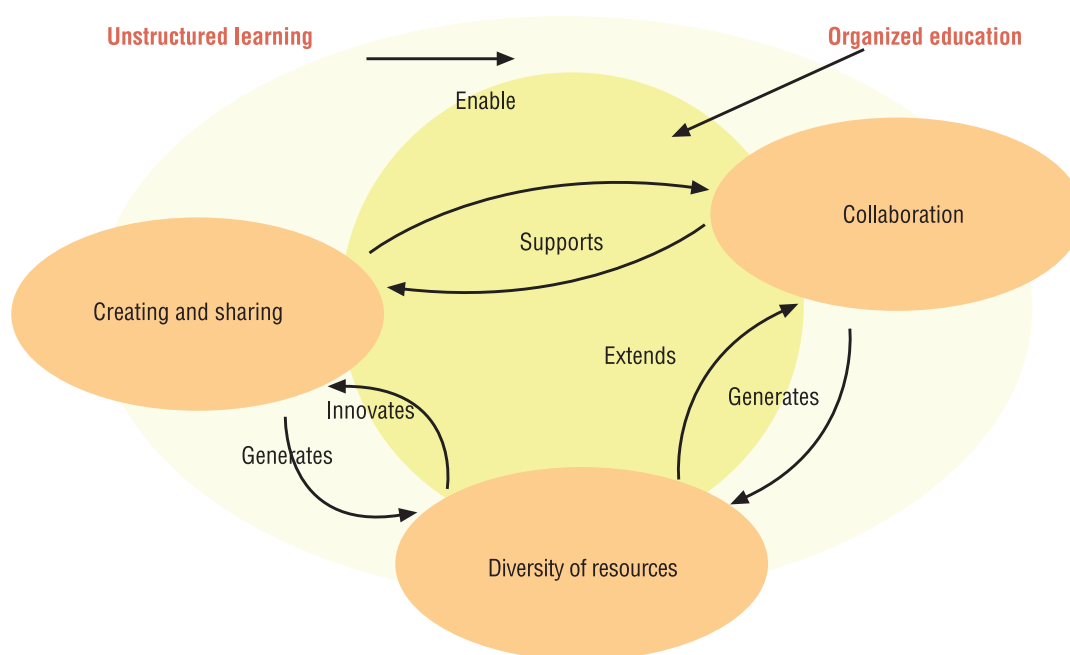 Unstructured learning
Organized education
Enable
Collaboration
Supports
Creating and sharing
Extends
Generates
Innovates
Generates
Diversity of resources